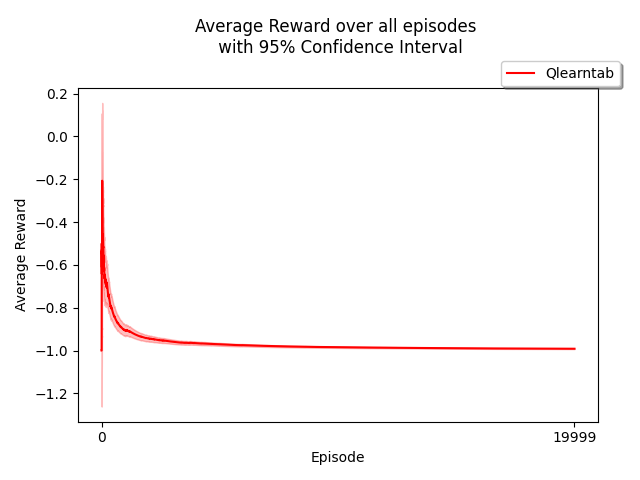 Average Reward over all episodes
with 95% Confidence Interval
Qlearntab
0.2
0.0
−0.2
−0.4
−0.6
−0.8
−1.0
−1.2
Average Reward
0
19999
Episode